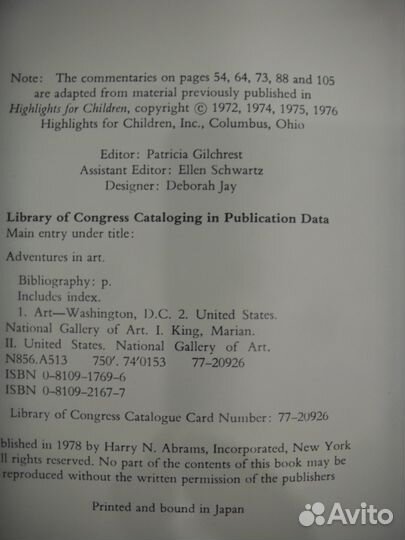 Note: The commentaries on pages 54, 64, 73, 88 and 105
are adapted from material previously published in
Highlights for Children, copyright © 1972, 1974, 1975, 1976
Highlights for Children, Inc., Columbus, Ohio
Editor: Patricia Gilchrest
Assistant Editor: Ellen Schwartz
Designer: Deborah Jay
Library of Congress Cataloging in Publication Data
Main entry under title:
Adventures in art.
Bibliography: p.
Includes index.
1. Art—Washington, D.C. 2. United States.
National Gallery of Art. I. King, Marian.
II. United States. National Gallery of Art.
N856.A513 750'. 74'0153 77-20926
ISBN 0-8109-1769-6
ISBN 0-8109-2167-7
Library of Congress Catalogue Card Number: 77-20926
blished in 1978 by Harry N. Abrams, Incorporated, New York
ll rights reserved. No part of the contents of this book may be
reproduced without the written permission of the publishers
Printed and bound in Japan
Avito